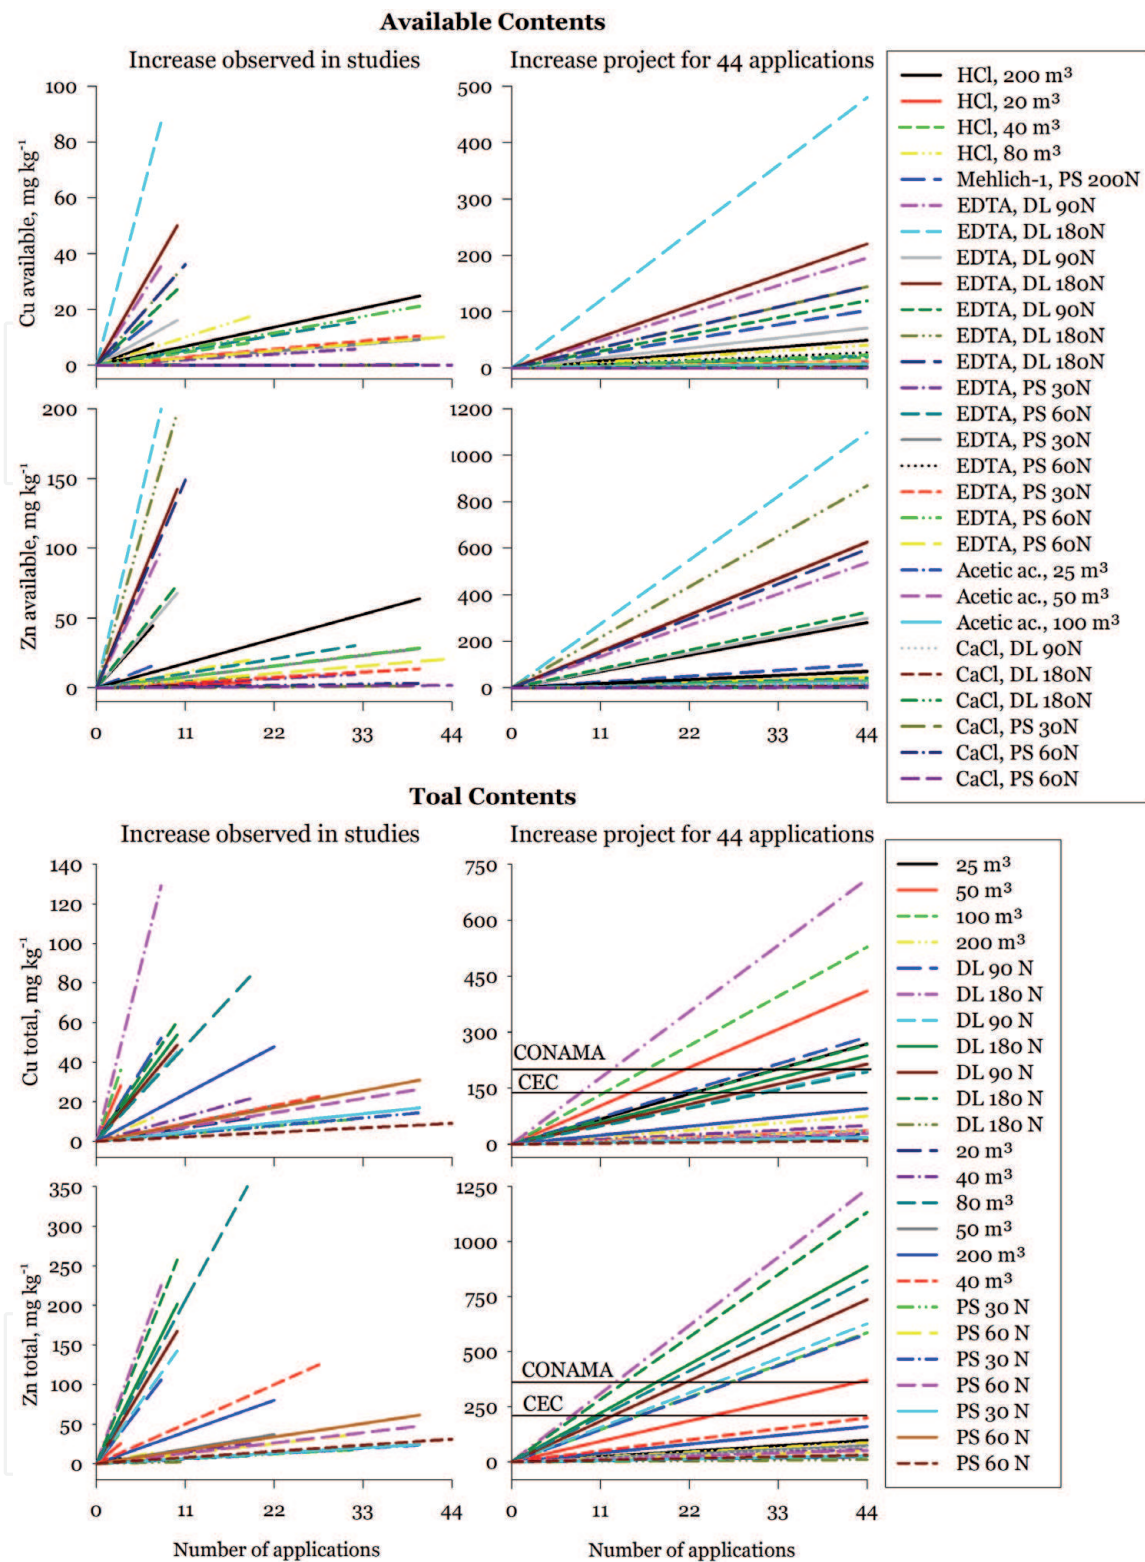 Available Contents
Increase observed in studies
Increase project for 44 applications
Cu available, mg kg⁻¹
100
80
60
40
20
0
500
400
300
200
100
0
Zn available, mg kg⁻¹
200
150
100
50
0
0 11 22 33 44
1200
1000
800
600
400
200
0
0 11 22 33 44
HCl, 200 m³
HCl, 20 m³
HCl, 40 m³
HCl, 80 m³
Mehlich-1, PS 200N
EDTA, DL 90N
EDTA, DL 180N
EDTA, DL 90N
EDTA, DL 180N
EDTA, DL 90N
EDTA, DL 180N
EDTA, DL 180N
EDTA, PS 30N
EDTA, PS 60N
EDTA, PS 30N
EDTA, PS 60N
EDTA, PS 30N
EDTA, PS 60N
EDTA, PS 60N
Acetic ac., 25 m³
Acetic ac., 50 m³
Acetic ac., 100 m³
CaCl, DL 90N
CaCl, DL 180N
CaCl, DL 180N
CaCl, PS 30N
CaCl, PS 60N
CaCl, PS 60N
Toal Contents
Increase observed in studies
Increase project for 44 applications
Cu total, mg kg⁻¹
140
120
100
80
60
40
20
0
750
600
450
300
150
0
CONAMA
CEC
Zn total, mg kg⁻¹
350
300
250
200
150
100
50
0
0 11 22 33 44
Number of applications
1250
1000
750
500
250
0
CONAMA
CEC
0 11 22 33 44
Number of applications
25 m³
50 m³
100 m³
200 m³
DL 90 N
DL 180 N
DL 90 N
DL 180 N
DL 90 N
DL 180 N
DL 180 N
20 m³
40 m³
80 m³
50 m³
200 m³
40 m³
PS 30 N
PS 60 N
PS 30 N
PS 60 N
PS 30 N
PS 60 N
PS 60 N